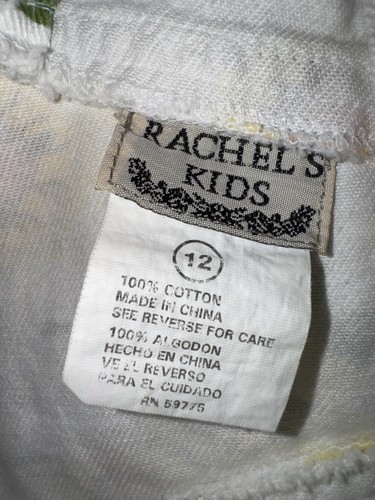 RACHEL'S
KIDS
12
100% COTTON
MADE IN CHINA
SEE REVERSE FOR CARE
100% ALGODON
HECHO EN CHINA
VE EL REVERSO
PARA EL CUIDADO
RN 59775